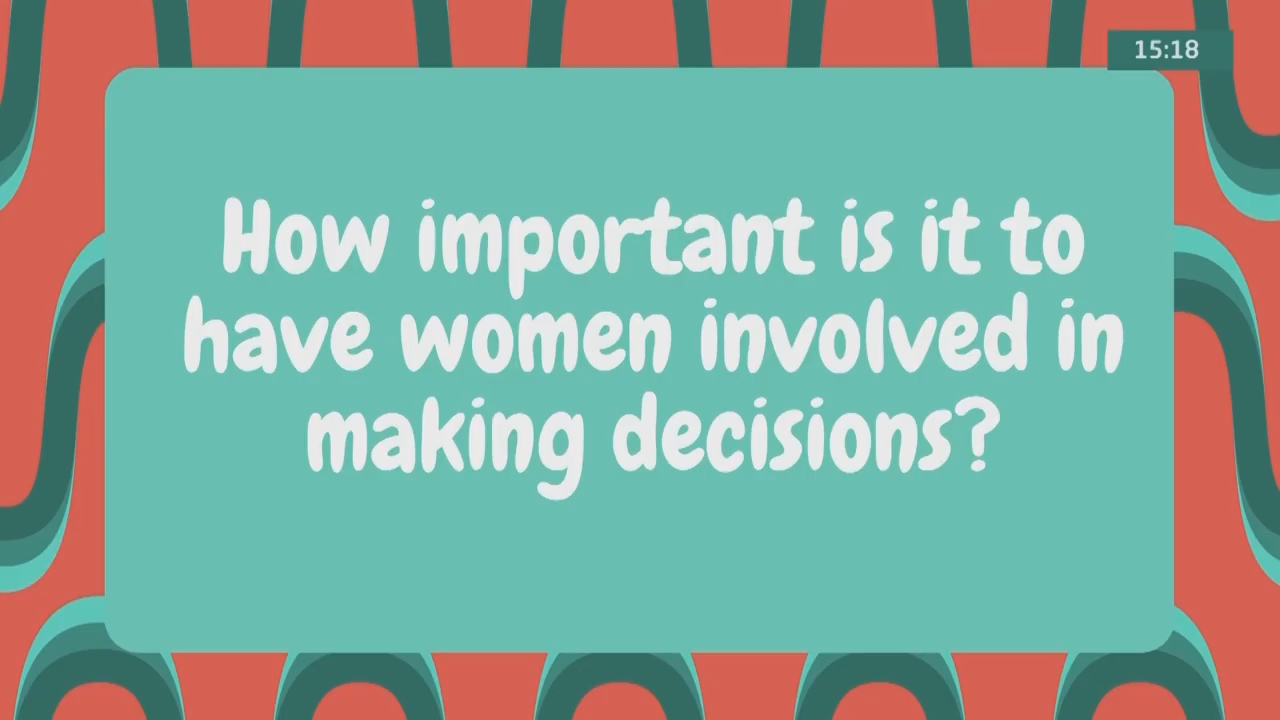 15:18
How important is it to
have women involved in
making decisions?